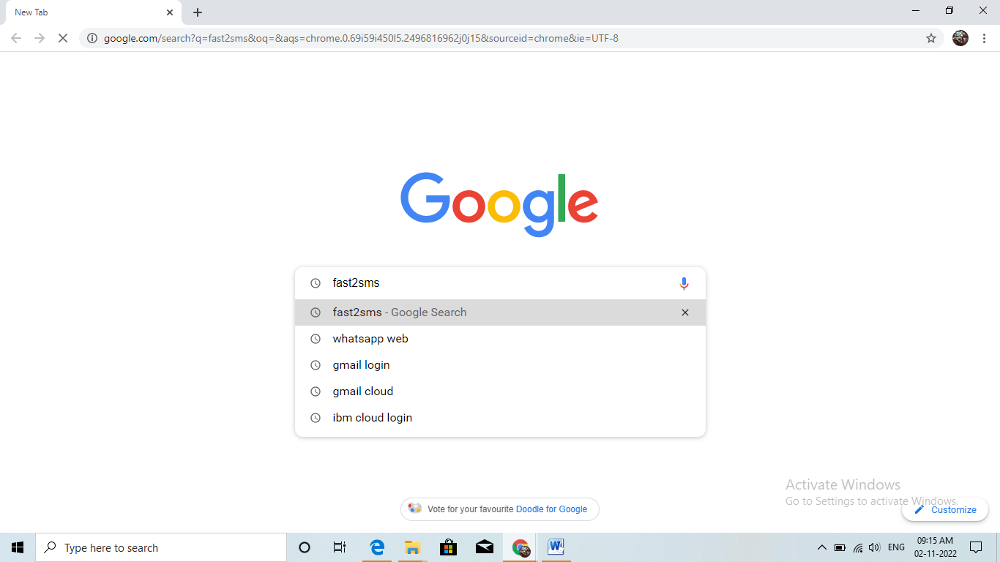 New Tab
google.com/search?q=fast2sms&oq=&aqs=chrome.0.69i59i450l5.2496816962j0j15&sourceid=chrome&ie=UTF-8
Google
fast2sms
fast2sms - Google Search
whatsapp web
gmail login
gmail cloud
ibm cloud login
Activate Windows
Go to Settings to activate Windows.
Vote for your favourite Doodle for Google
Customize
Type here to search
ENG
09:15 AM
02-11-2022